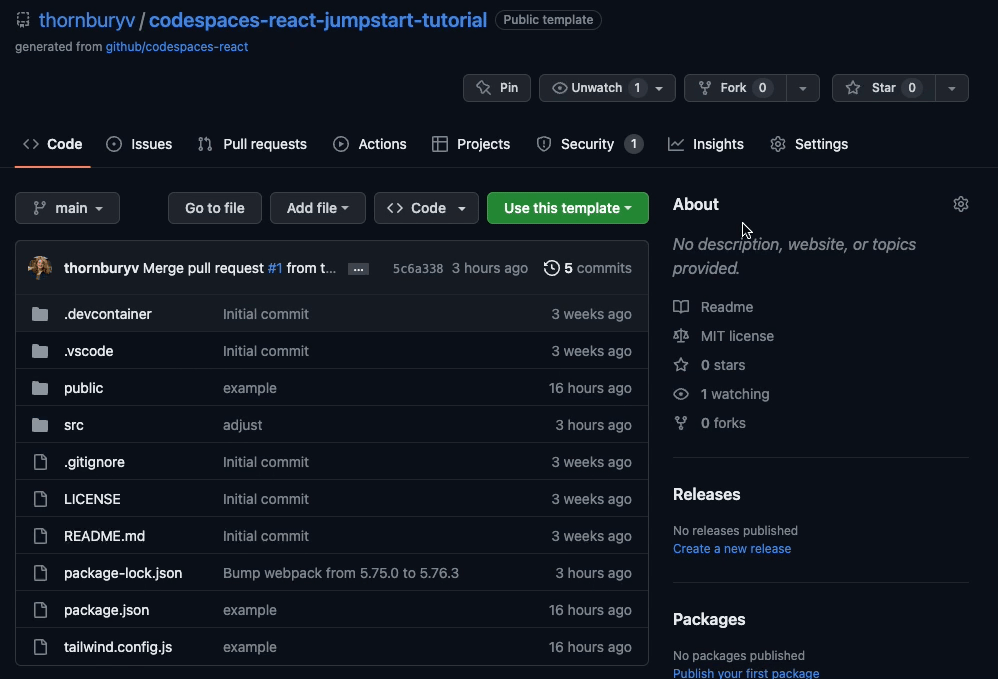 thornburyv / codespaces-react-jumpstart-tutorial Public template
generated from github/codespaces-react
Pin Unwatch 1 Fork 0 Star 0
Code Issues Pull requests Actions Projects Security 1 Insights Settings
main Go to file Add file Code Use this template
thornburyv Merge pull request #1 from t... ... 5c6a338 3 hours ago 5 commits
.devcontainer Initial commit 3 weeks ago
.vscode Initial commit 3 weeks ago
public example 16 hours ago
src adjust 3 hours ago
.gitignore Initial commit 3 weeks ago
LICENSE Initial commit 3 weeks ago
README.md Initial commit 3 weeks ago
package-lock.json Bump webpack from 5.75.0 to 5.76.3 3 hours ago
package.json example 16 hours ago
tailwind.config.js example 16 hours ago
About
No description, website, or topics
provided.
Readme
MIT license
0 stars
1 watching
0 forks
Releases
No releases published
Create a new release
Packages
No packages published
Publish your first package